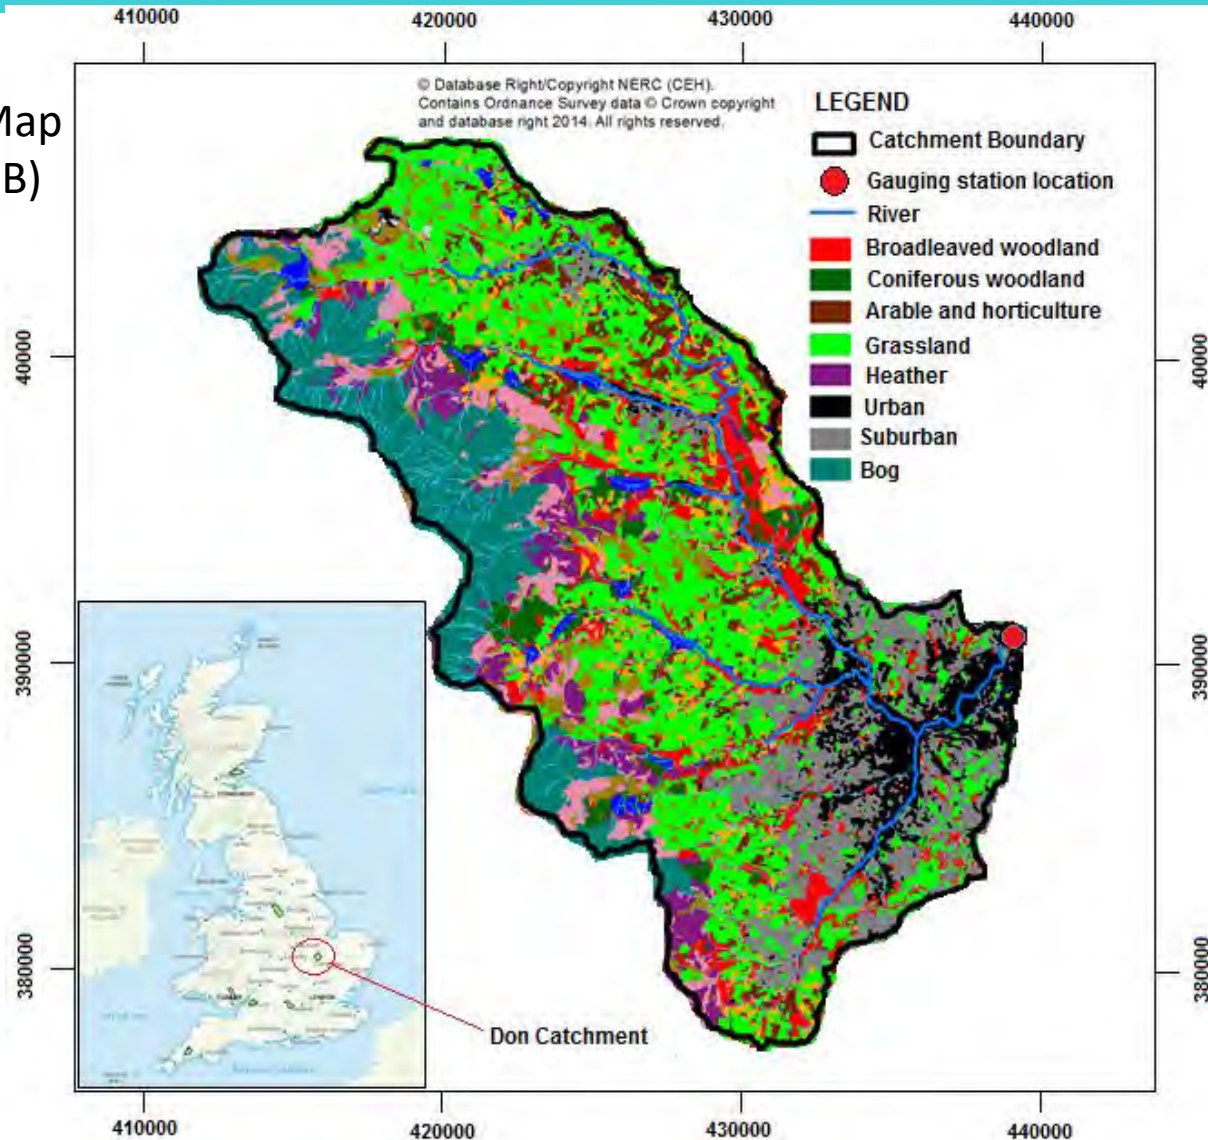 410000
420000
430000
440000
Map
B)
© Database Right/Copyright NERC (CEH).
Contains Ordnance Survey data © Crown copyright
and database right 2014. All rights reserved.
LEGEND
Catchment Boundary
Gauging station location
River
Broadleaved woodland
Coniferous woodland
Arable and horticulture
Grassland
Heather
Urban
Suburban
Bog
400000
400000
390000
390000
380000
380000
Don Catchment
410000
420000
430000
440000